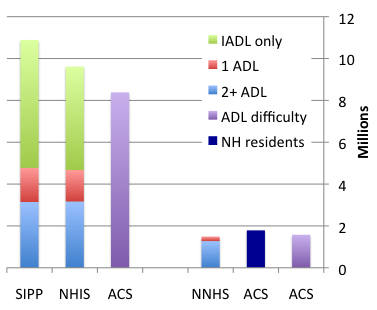 12
IADL only
1 ADL
10
2+ ADL
8
ADL difficulty
NH residents
6
Millions
4
2
0
SIPP NHIS ACS NNHS ACS ACS